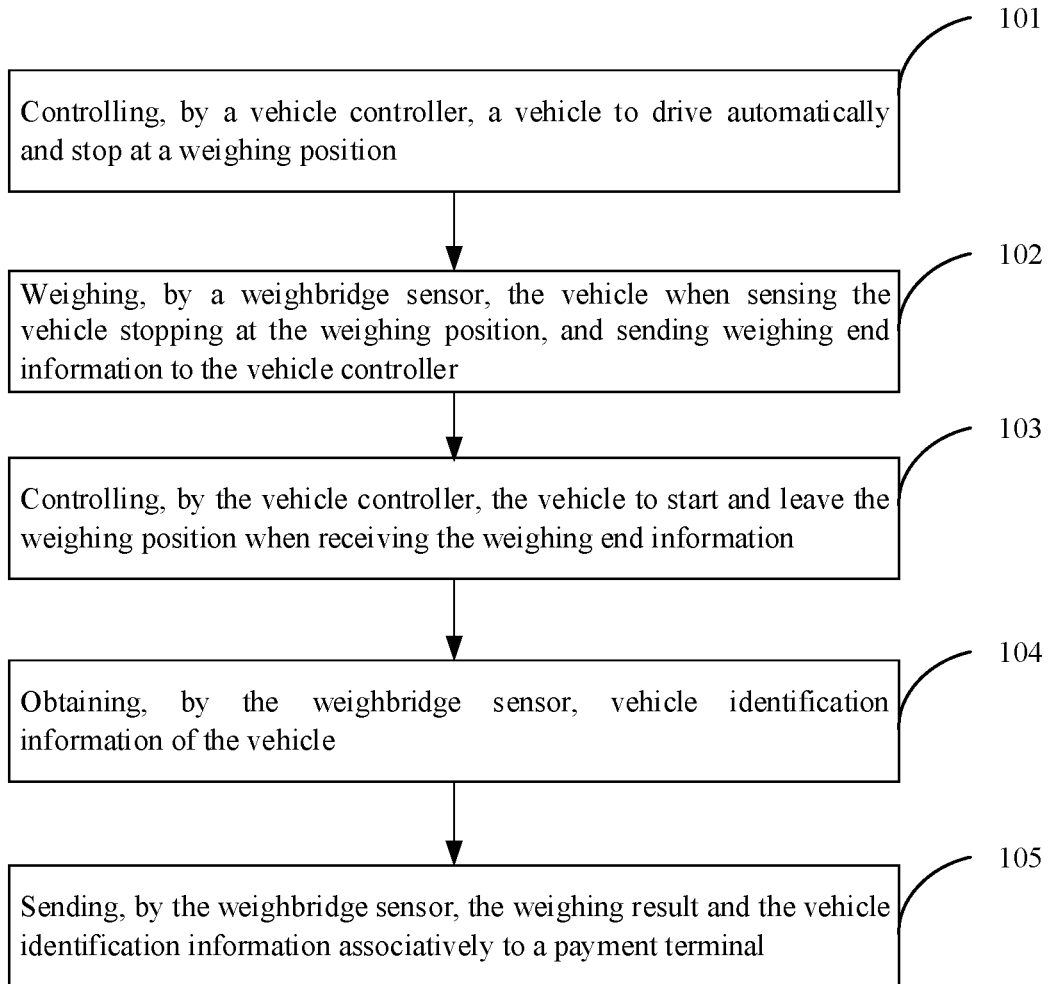 101
Controlling, by a vehicle controller, a vehicle to drive automatically
and stop at a weighing position
102
Weighing, by a weighbridge sensor, the vehicle when sensing the
vehicle stopping at the weighing position, and sending weighing end
information to the vehicle controller
103
Controlling, by the vehicle controller, the vehicle to start and leave the
weighing position when receiving the weighing end information
104
Obtaining, by the weighbridge sensor, vehicle identification
information of the vehicle
105
Sending, by the weighbridge sensor, the weighing result and the vehicle
identification information associatively to a payment terminal